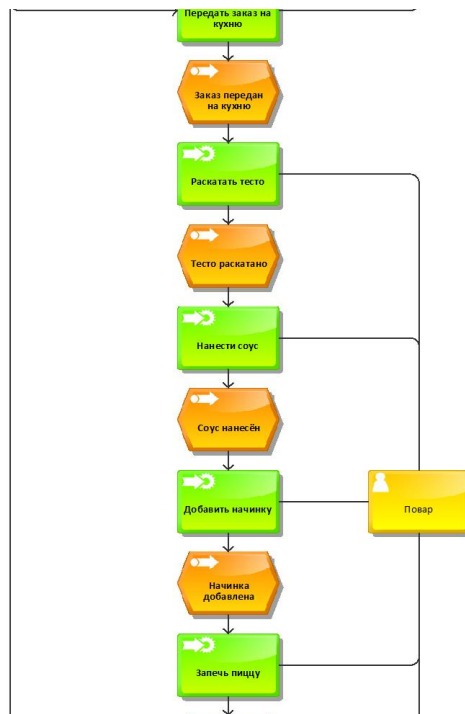 Передать заказ на
кухню
Заказ передан
на кухню
Раскатать тесто
Тесто раскатано
Нанести соус
Соус нанесён
Добавить начинку
Повар
Начинка
добавлена
Запечь пиццу